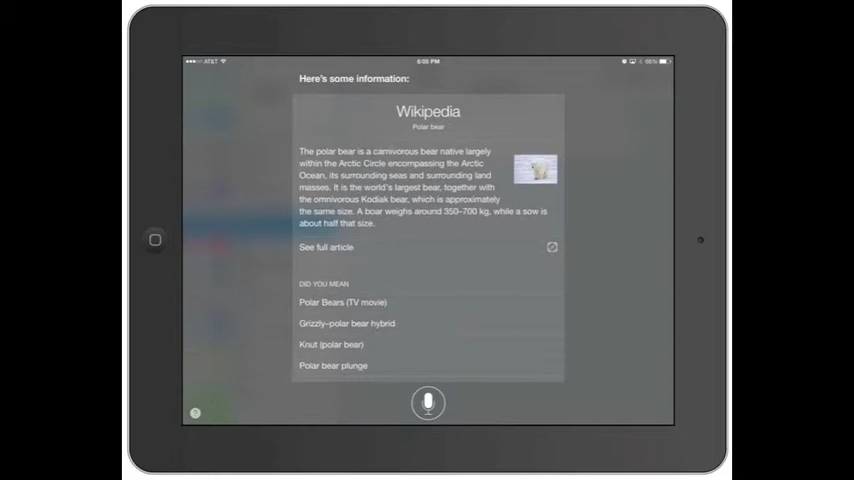 AT&T
6:05 PM
66%
Here's some information:
Wikipedia
Polar bear
The polar bear is a carnivorous bear native largely
within the Arctic Circle encompassing the Arctic
Ocean, its surrounding seas and surrounding land
masses. It is the world's largest bear, together with
the omnivorous Kodiak bear, which is approximately
the same size. A boar weighs around 350–700 kg, while a sow is
about half that size.
See full article
DID YOU MEAN
Polar Bears (TV movie)
Grizzly–polar bear hybrid
Knut (polar bear)
Polar bear plunge
?